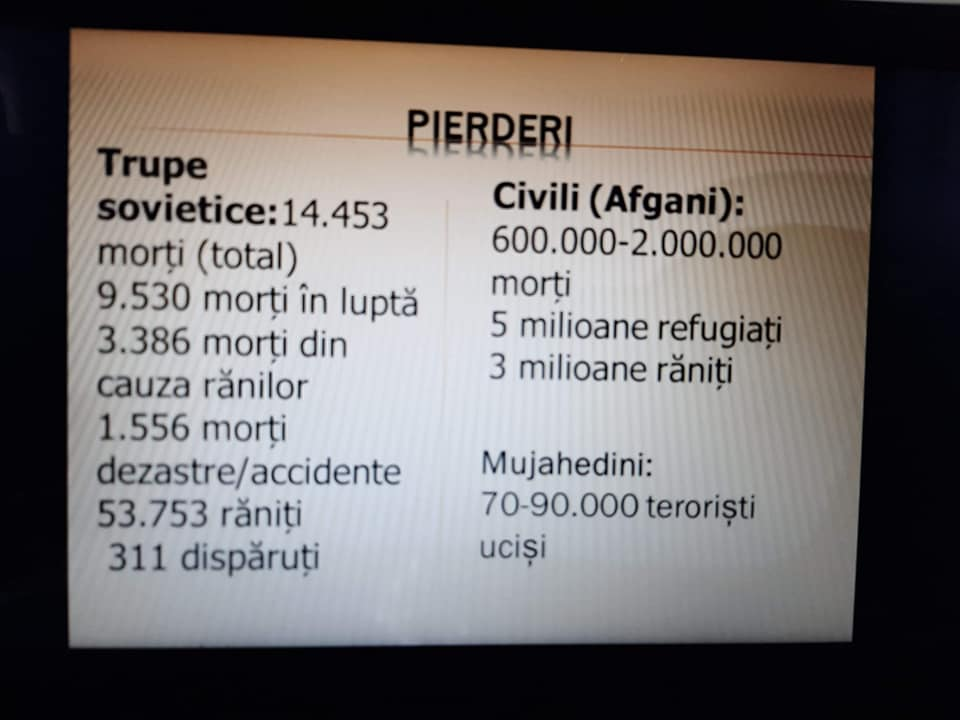 PIERDERI
Trupe
sovietice:14.453
morți (total)
9.530 morți în luptă
3.386 morți din
cauza rănilor
1.556 morți
dezastre/accidente
53.753 răniți
311 dispăruți
Civili (Afgani):
600.000-2.000.000
morți
5 milioane refugiați
3 milioane răniți
Mujahedini:
70-90.000 teroriști
uciși